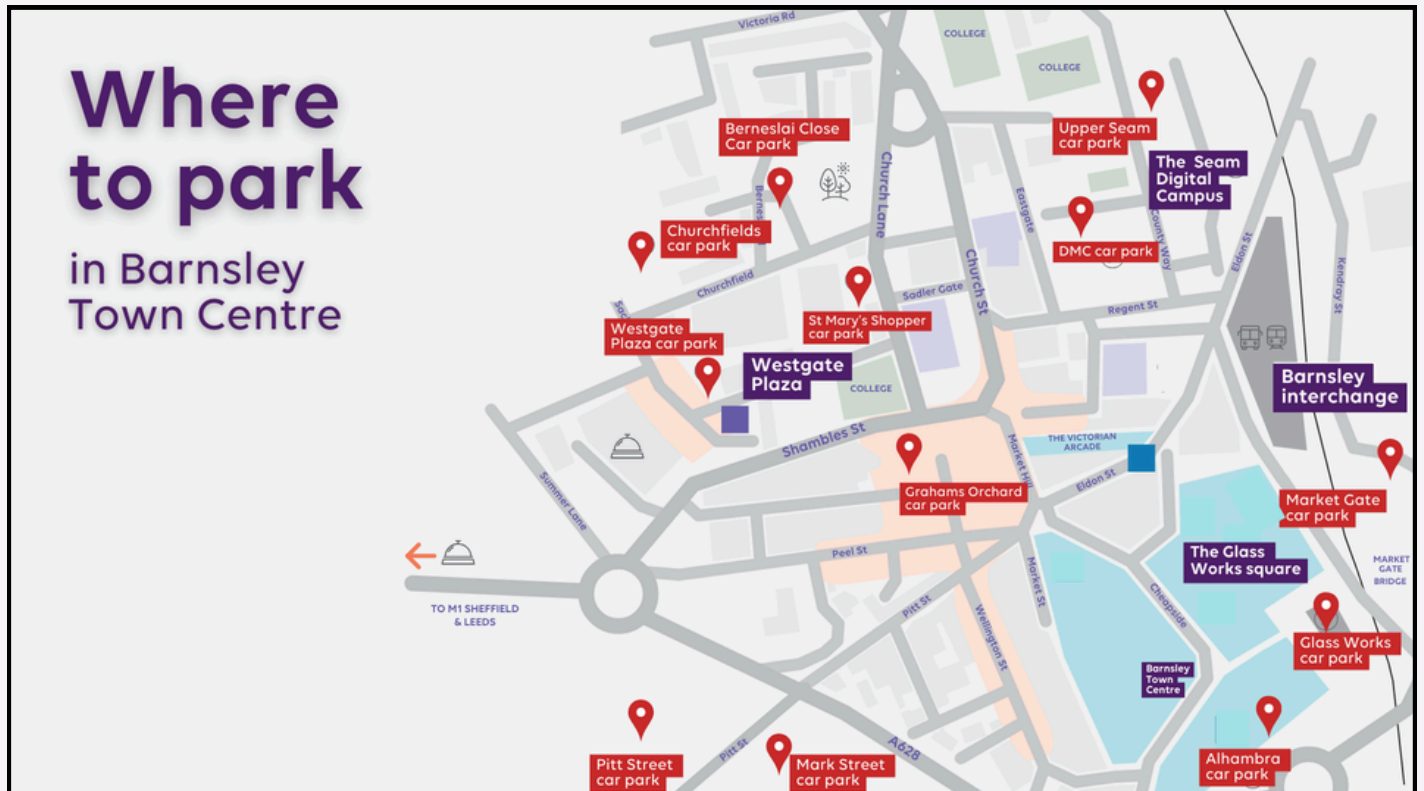 Where
to park
in Barnsley
Town Centre
Victoria Rd
COLLEGE
COLLEGE
Berneslai Close
Car park
Upper Seam
car park
The Seam
Digital
Campus
Church Lane
Eastgate
County Way
DMC car park
Churchfields
car park
Churchfield
Church St
Eldon St
Kendray St
Sadler Gate
Regent St
St Mary's Shopper
car park
Westgate
Plaza car park
Westgate
Plaza
COLLEGE
Barnsley
interchange
Shambles St
Market Hill
THE VICTORIAN
ARCADE
Eldon St
Summer Lane
Grahams Orchard
car park
Market Gate
car park
Peel St
The Glass
Works square
MARKET
GATE
BRIDGE
TO M1 SHEFFIELD
& LEEDS
Pitt St
Market St
Cheapside
Wellington St
Glass Works
car park
Barnsley
Town
Centre
Pitt Street
car park
Pitt St
Mark Street
car park
A628
Alhambra
car park